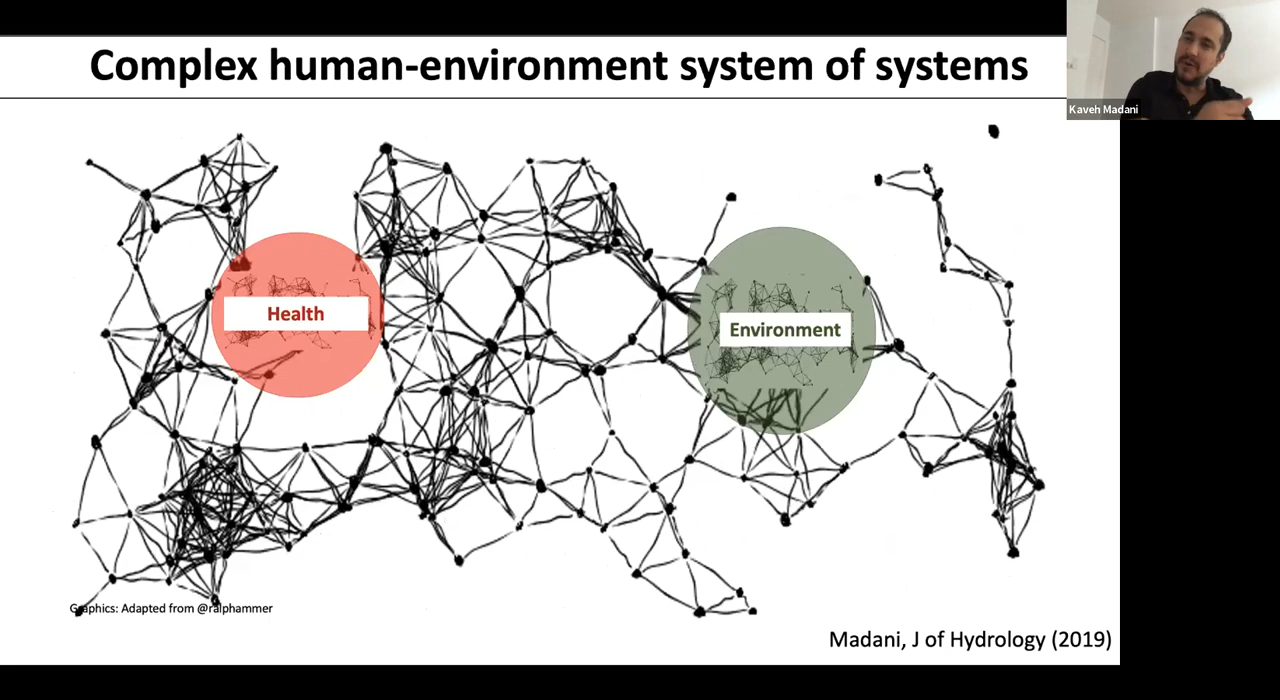 Complex human-environment system of systems
Kaveh Madani
Health
Environment
Graphics: Adapted from @ralphammer
Madani, J of Hydrology (2019)